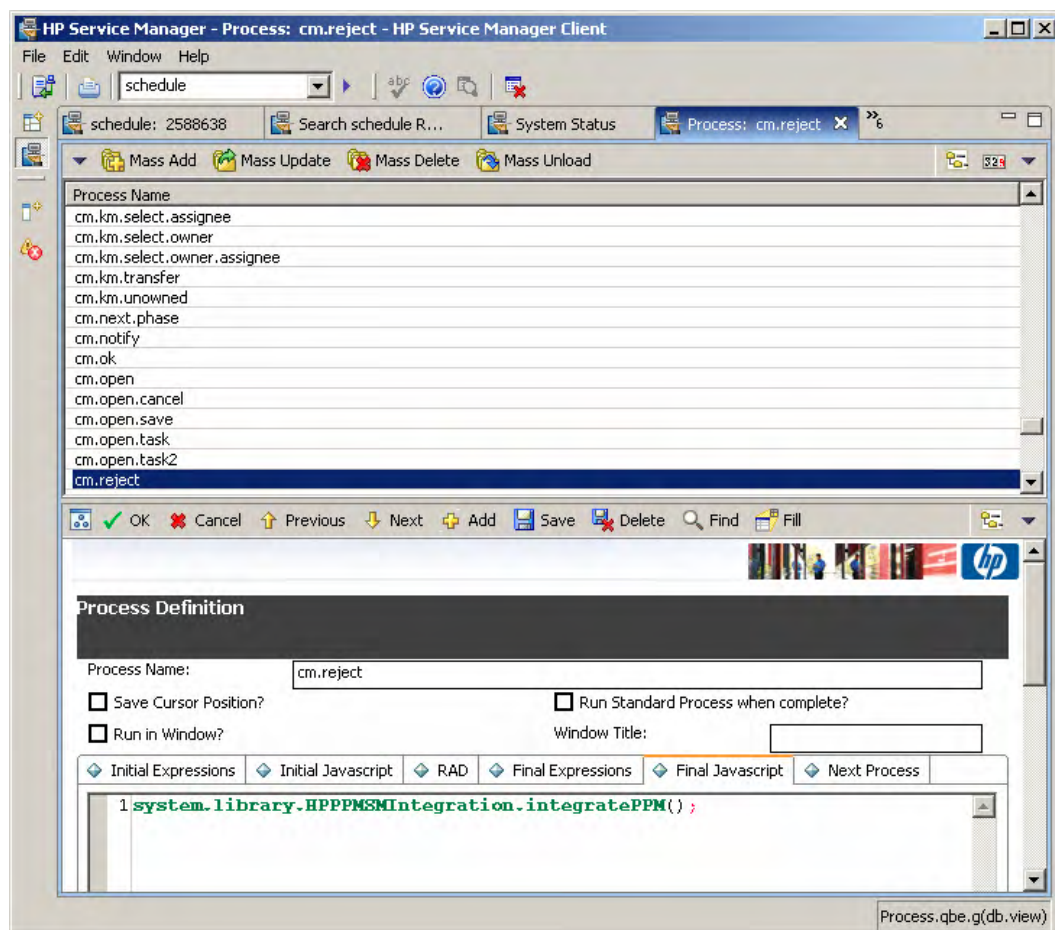 HP Service Manager - Process: cm.reject - HP Service Manager Client
File Edit Window Help
schedule abc
schedule: 2588638 Search schedule R... System Status Process: cm.reject »6
Mass Add Mass Update Mass Delete Mass Unload
Process Name
cm.km.select.assignee
cm.km.select.owner
cm.km.select.owner.assignee
cm.km.transfer
cm.km.unowned
cm.next.phase
cm.notify
cm.ok
cm.open
cm.open.cancel
cm.open.save
cm.open.task
cm.open.task2
cm.reject
OK Cancel Previous Next Add Save Delete Find Fill
hp
Process Definition
Process Name: cm.reject
Save Cursor Position? Run Standard Process when complete?
Run in Window? Window Title:
Initial Expressions Initial Javascript RAD Final Expressions Final Javascript Next Process
1 system.library.HPPPMSMIntegration.integratePPM();
Process.qbe.g(db.view)